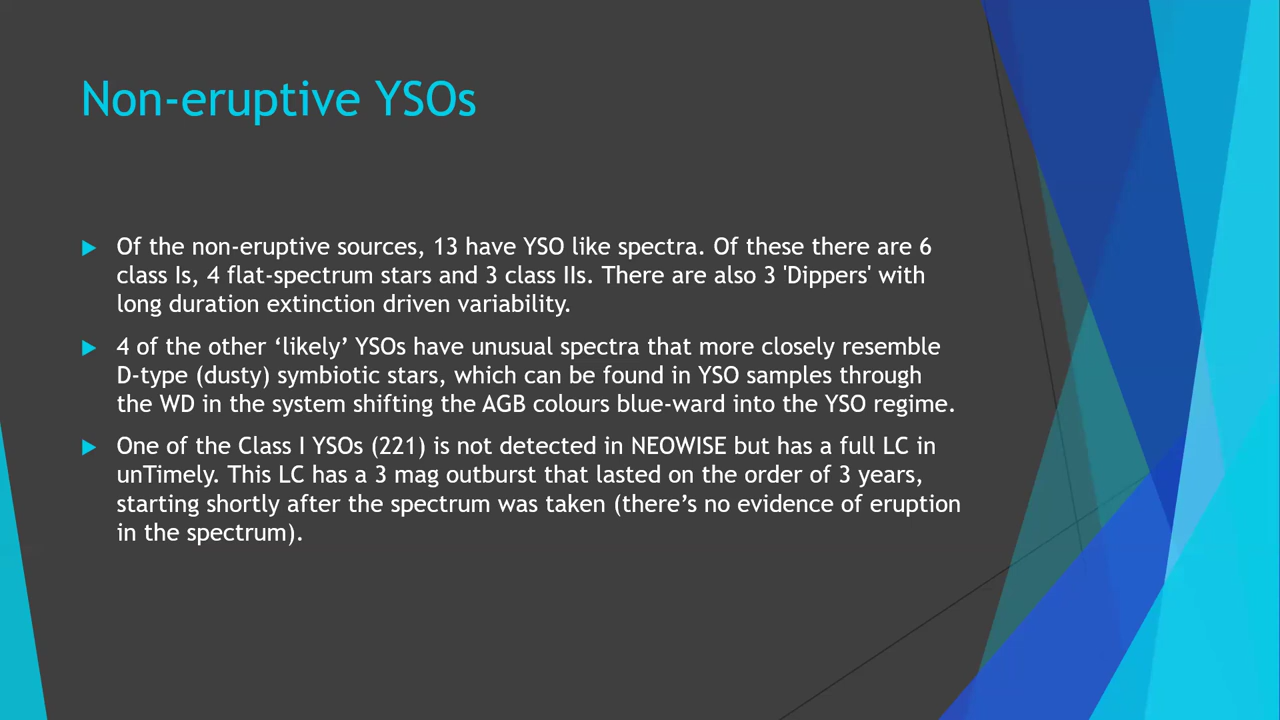 Non-eruptive YSOs
Of the non-eruptive sources, 13 have YSO like spectra. Of these there are 6
class Is, 4 flat-spectrum stars and 3 class IIs. There are also 3 'Dippers' with
long duration extinction driven variability.
4 of the other ‘likely’ YSOs have unusual spectra that more closely resemble
D-type (dusty) symbiotic stars, which can be found in YSO samples through
the WD in the system shifting the AGB colours blue-ward into the YSO regime.
One of the Class I YSOs (221) is not detected in NEOWISE but has a full LC in
unTimely. This LC has a 3 mag outburst that lasted on the order of 3 years,
starting shortly after the spectrum was taken (there’s no evidence of eruption
in the spectrum).